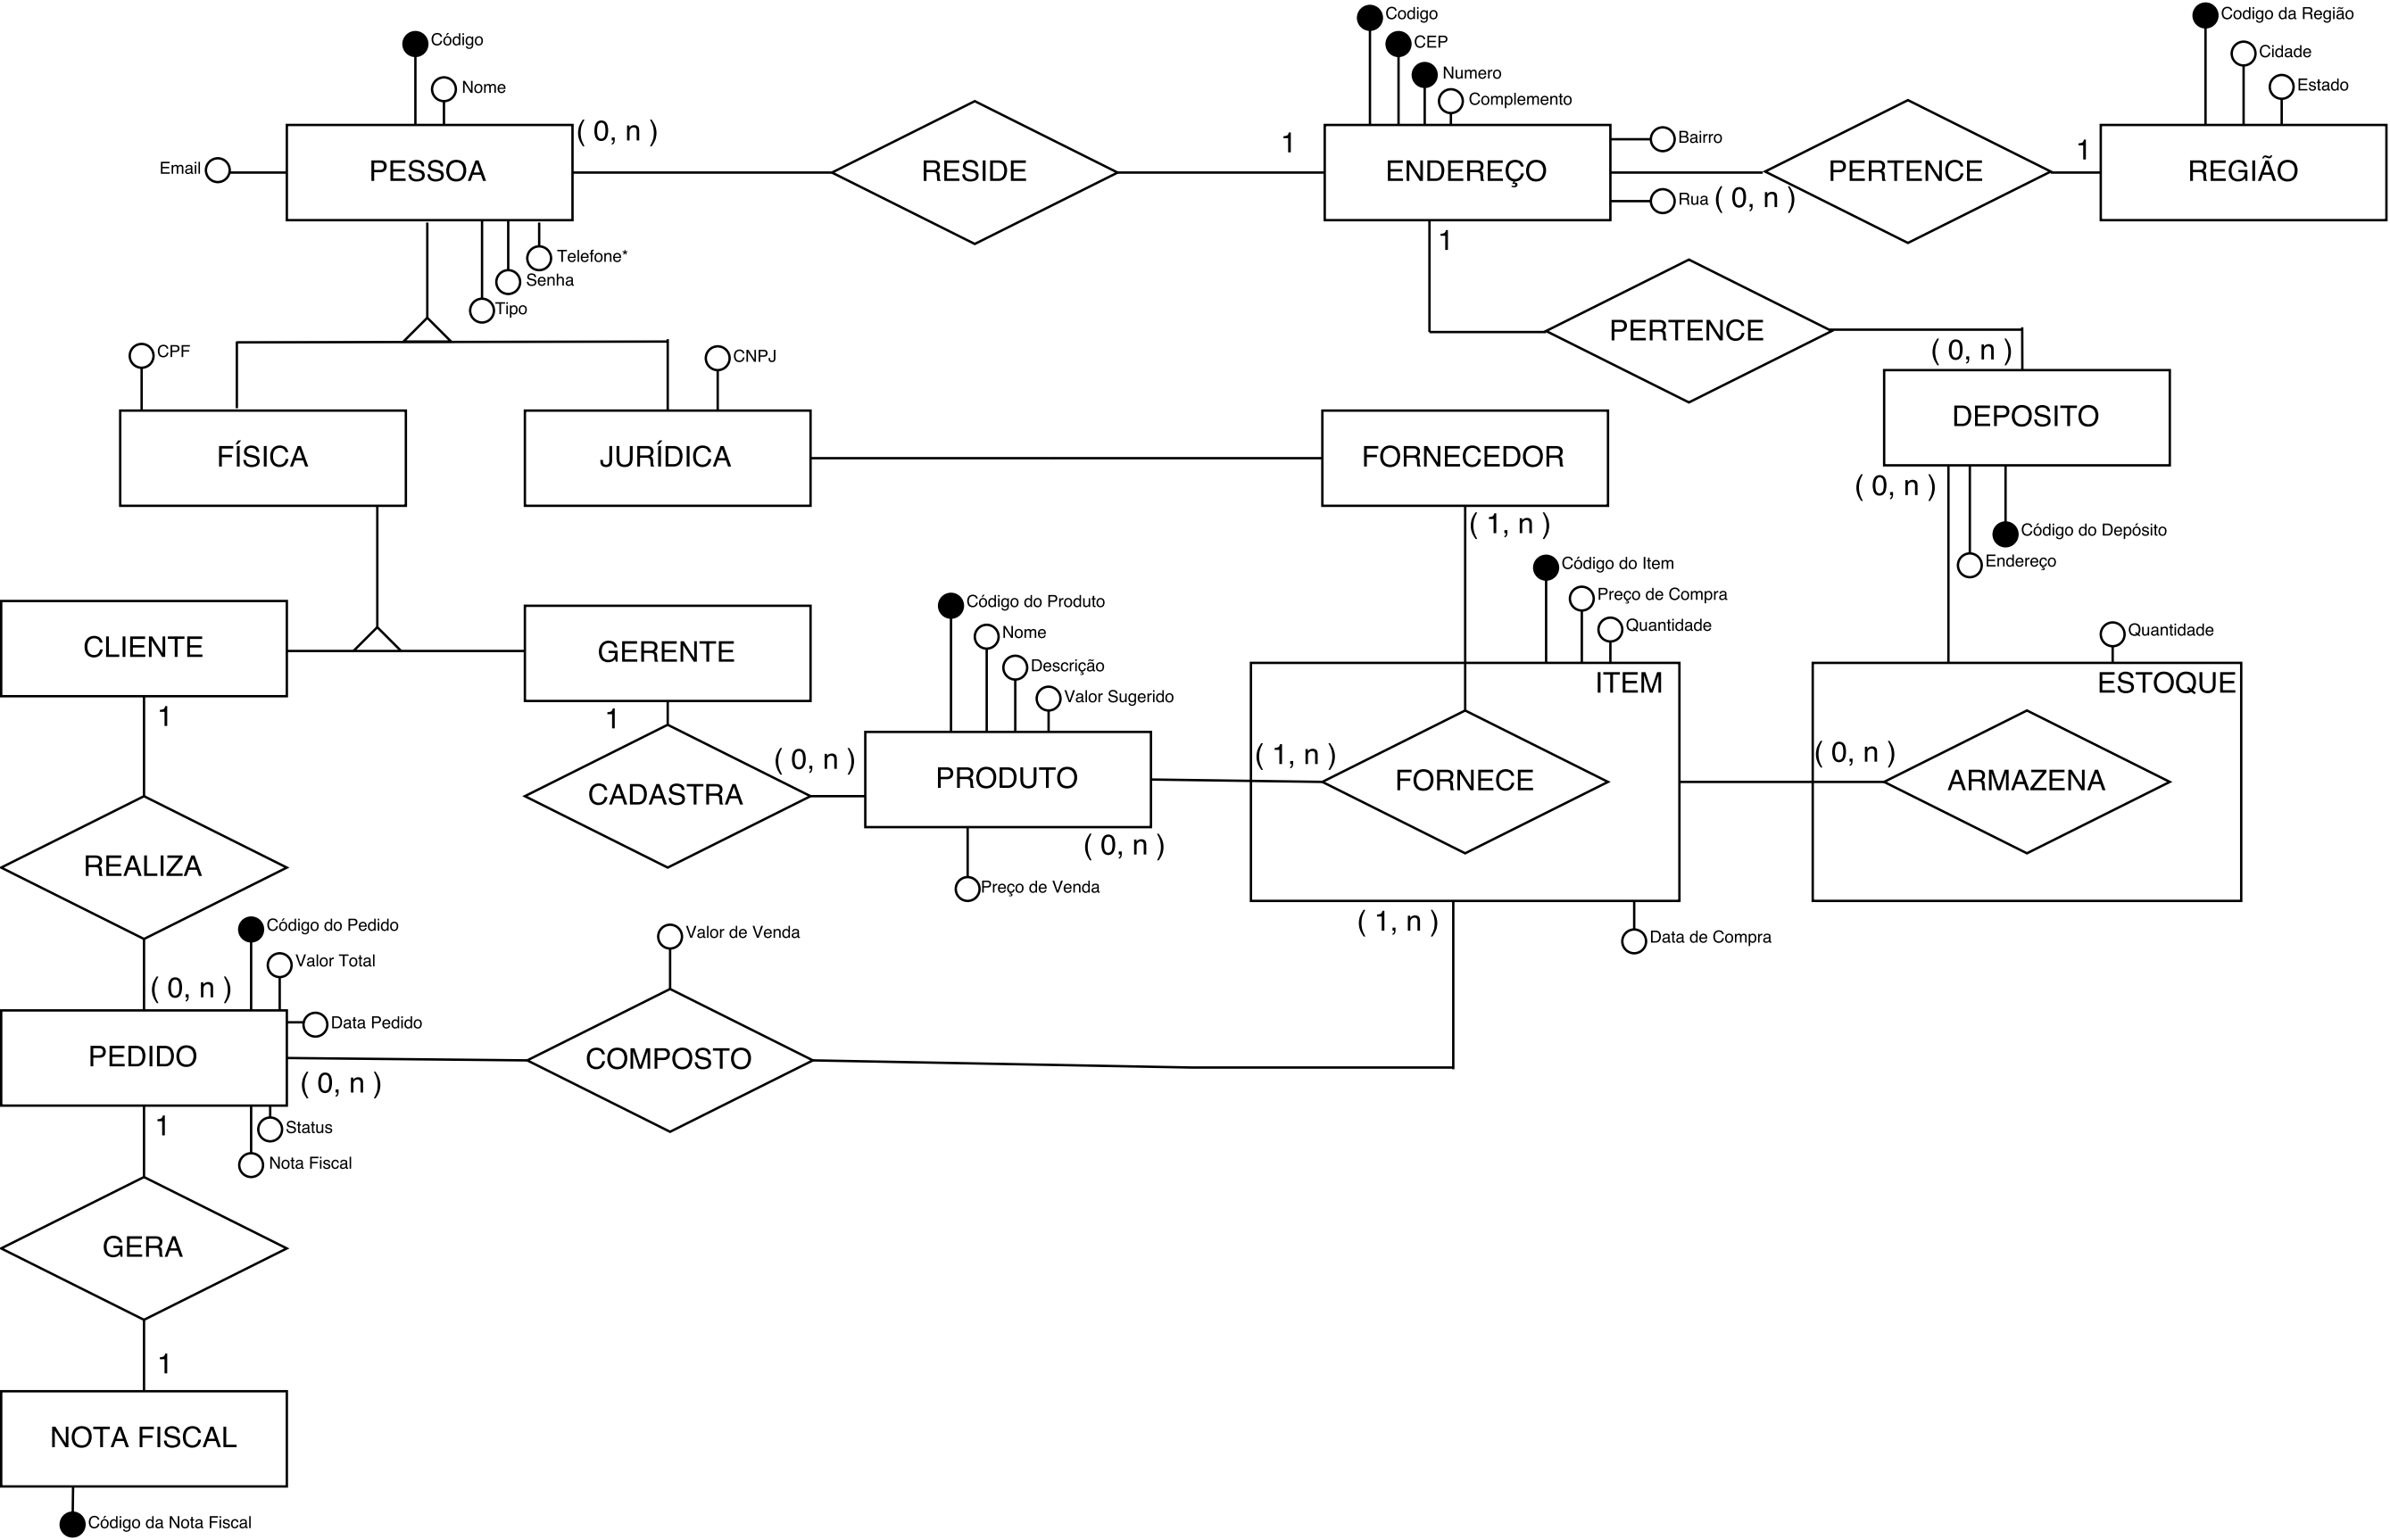 Código
Nome
Email
PESSOA
( 0, n )
Telefone*
Senha
Tipo
RESIDE
1
Codigo
CEP
Numero
Complemento
ENDEREÇO
Bairro
Rua
( 0, n )
1
PERTENCE
1
Codigo da Região
Cidade
Estado
REGIÃO
PERTENCE
( 0, n )
DEPOSITO
( 0, n )
Código do Depósito
Endereço
CPF
FÍSICA
CNPJ
JURÍDICA
FORNECEDOR
( 1, n )
CLIENTE
1
GERENTE
1
CADASTRA
( 0, n )
Código do Produto
Nome
Descrição
Valor Sugerido
PRODUTO
( 0, n )
Preço de Venda
Código do Item
Preço de Compra
Quantidade
ITEM
( 1, n )
FORNECE
( 1, n )
Data de Compra
Quantidade
ESTOQUE
( 0, n )
ARMAZENA
REALIZA
( 0, n )
Código do Pedido
Valor Total
Data Pedido
PEDIDO
( 0, n )
1
Status
Nota Fiscal
Valor de Venda
COMPOSTO
GERA
1
NOTA FISCAL
Código da Nota Fiscal